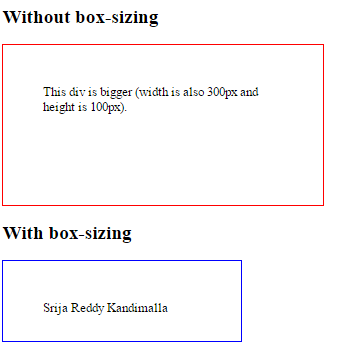 Without box-sizing
This div is bigger (width is also 300px and
height is 100px).
With box-sizing
Srija Reddy Kandimalla